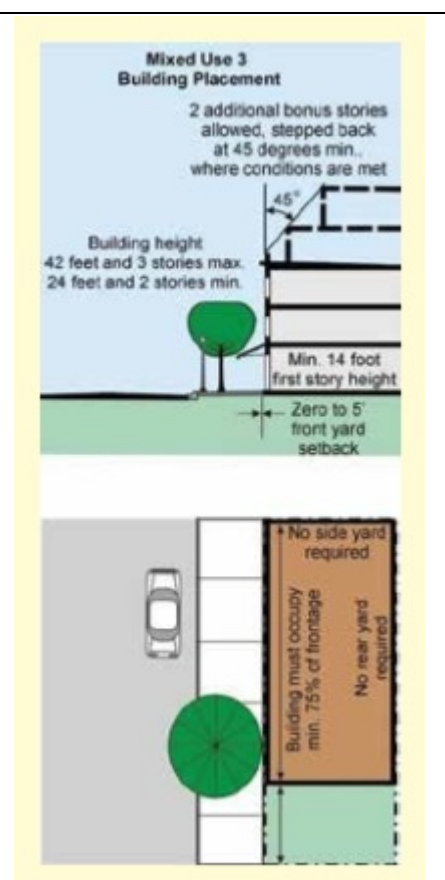 Mixed Use 3
Building Placement
2 additional bonus stories
allowed, stepped back
at 45 degrees min.,
where conditions are met
45°
Building height
42 feet and 3 stories max.
24 feet and 2 stories min.
Min. 14 foot
first story height
Zero to 5'
front yard
setback
No side yard
required
Building must occupy
min. 75% of frontage
No rear yard
required